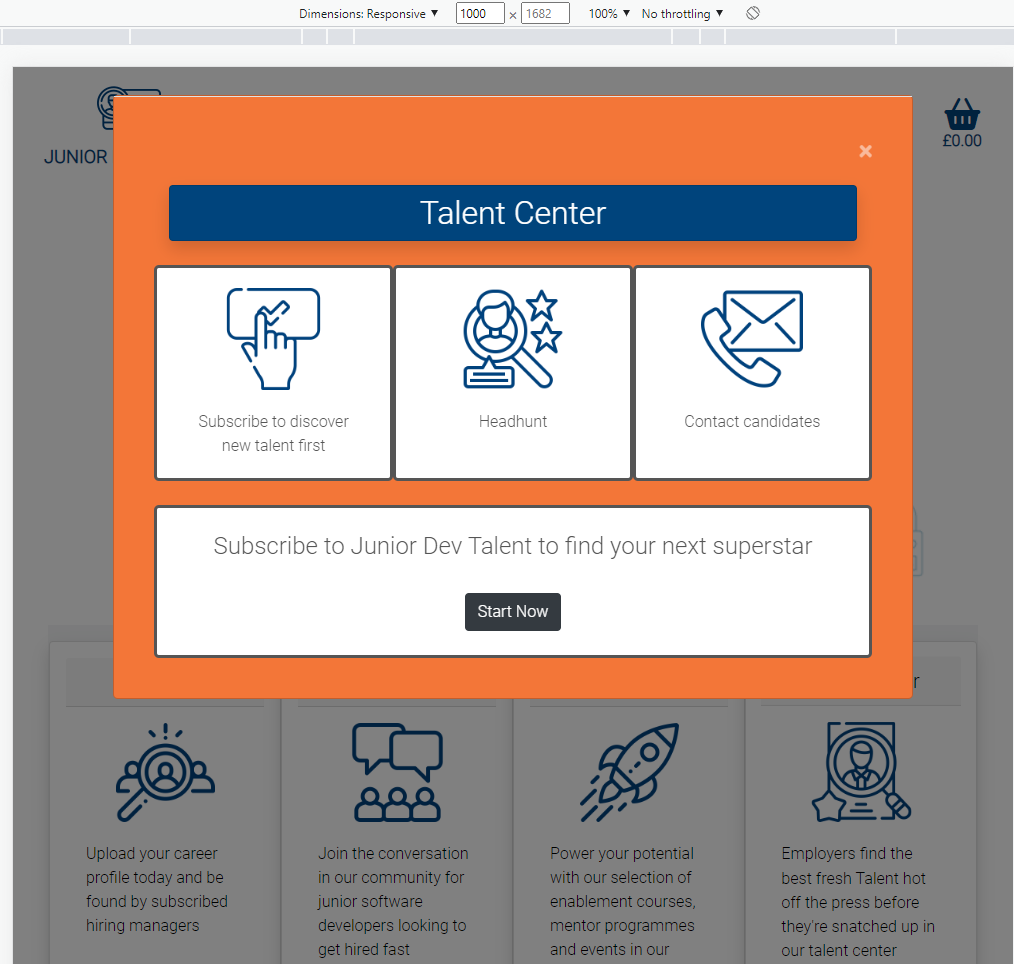 Dimensions: Responsive ▼ 1000 × 1682 100% ▼ No throttling ▼
JUNIOR
£0.00
×
Talent Center
Subscribe to discover
new talent first
Headhunt
Contact candidates
Subscribe to Junior Dev Talent to find your next superstar
Start Now
r
Upload your career
profile today and be
found by subscribed
hiring managers
Join the conversation
in our community for
junior software
developers looking to
get hired fast
Power your potential
with our selection of
enablement courses,
mentor programmes
and events in our
Employers find the
best fresh Talent hot
off the press before
they're snatched up in
our talent center